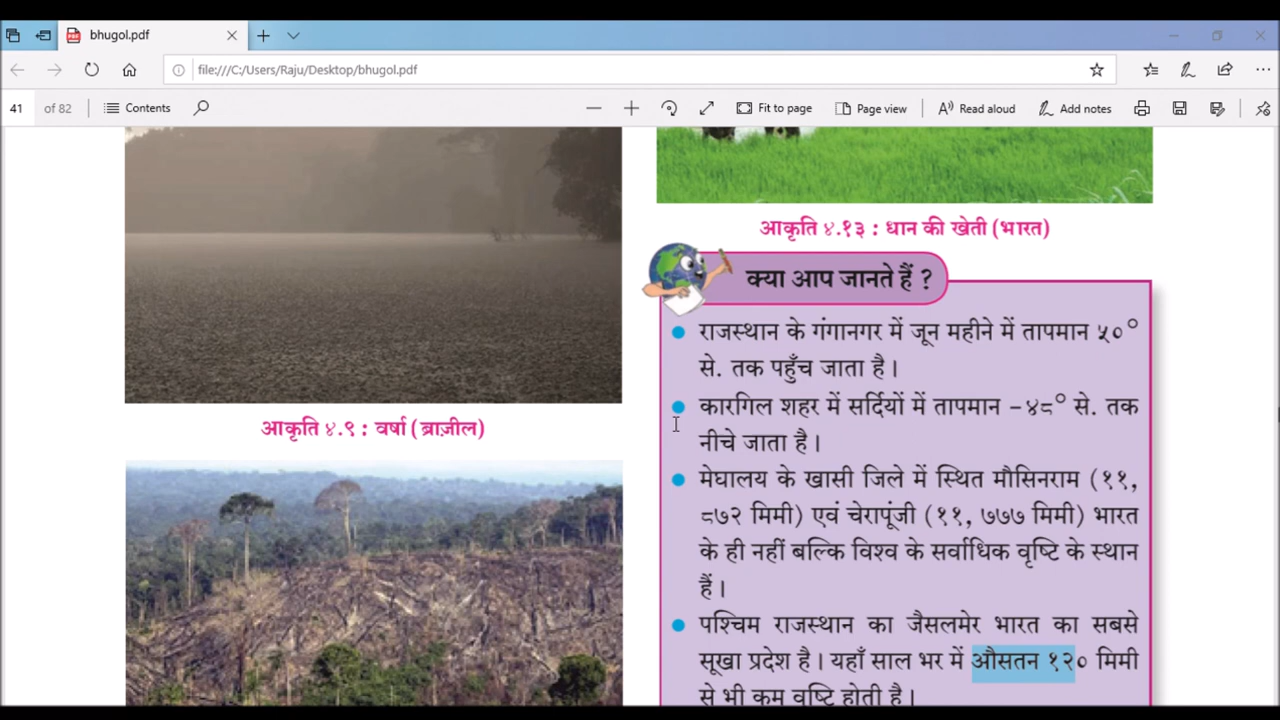 bhugol.pdf
file:///C:/Users/Raju/Desktop/bhugol.pdf
41 of 82 Contents Fit to page Page view Read aloud Add notes
आकृति ४.९ : वर्षा (ब्राज़ील)
आकृति ४.१३ : धान की खेती (भारत)
क्या आप जानते हैं ?
राजस्थान के गंगानगर में जून महीने में तापमान ५०°
से. तक पहुँच जाता है।
कारगिल शहर में सर्दियों में तापमान -४८° से. तक
नीचे जाता है।
मेघालय के खासी जिले में स्थित मौसिनराम (११,
८७२ मिमी) एवं चेरापूंजी (११, ७७७ मिमी) भारत
के ही नहीं बल्कि विश्व के सर्वाधिक वृष्टि के स्थान
हैं।
पश्चिम राजस्थान का जैसलमेर भारत का सबसे
सूखा प्रदेश है। यहाँ साल भर में औसतन १२० मिमी
से भी कम वृष्टि होती है।